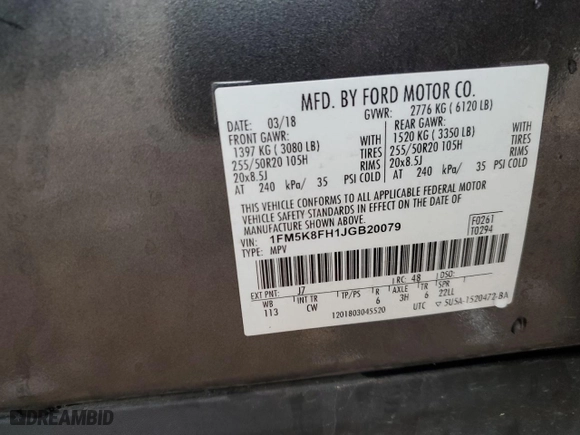 MFD. BY FORD MOTOR CO.
DATE: 03/18 GVWR: 2776 KG ( 6120 LB)
FRONT GAWR: REAR GAWR:
1397 KG ( 3080 LB) WITH 1520 KG ( 3350 LB) WITH
255/50R20 105H TIRES 255/50R20 105H TIRES
20x8.5J RIMS 20x8.5J RIMS
AT 240 kPa/ 35 PSI COLD AT 240 kPa/ 35 PSI COLD
THIS VEHICLE CONFORMS TO ALL APPLICABLE FEDERAL MOTOR
VEHICLE SAFETY STANDARDS IN EFFECT ON THE DATE OF
MANUFACTURE SHOWN ABOVE.
VIN: 1FM5K8FH1JGB20079 F0261
TYPE: MPV T0294
EXT PNT: J7 RC: 48 DSO:
WB INT TR TP/PS R AXLE TR SPR
113 CW 6 3H 6 22LL
1201803045520 UTC ▽ 5U5A-1520472-BA
DREAMBID